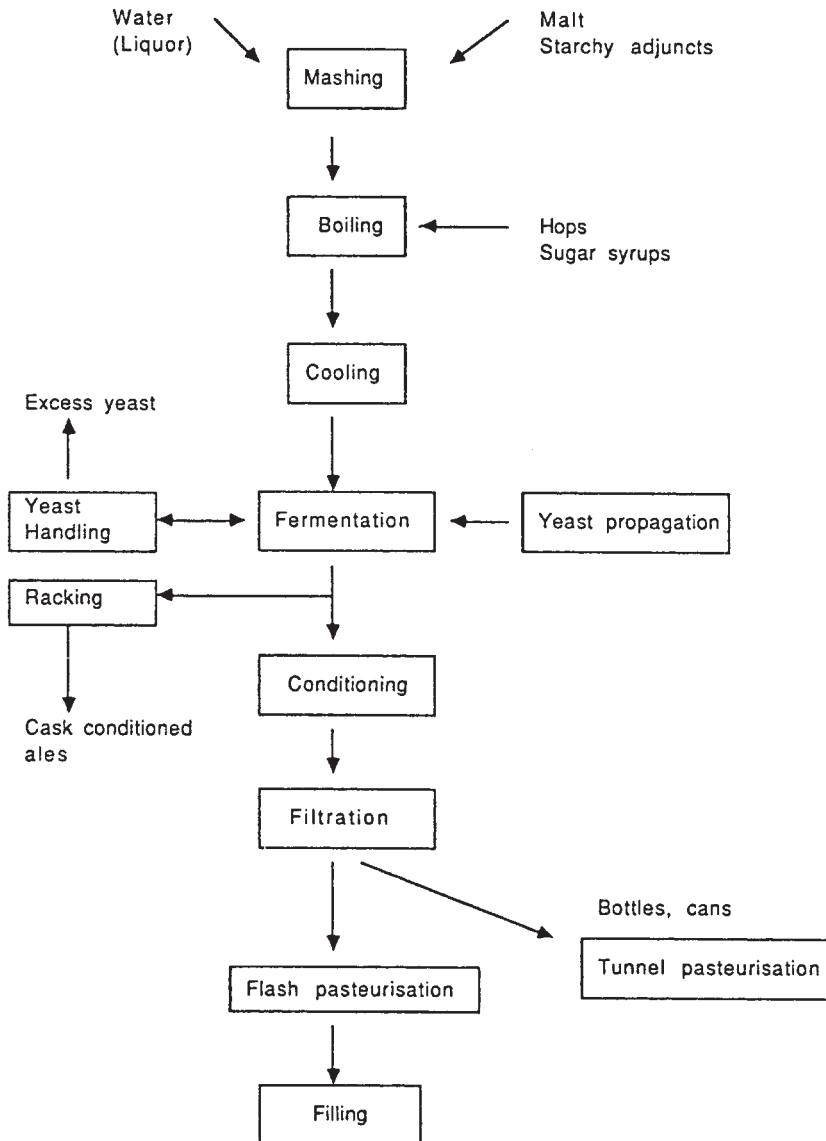 Water
(Liquor)
Malt
Starchy adjuncts
Mashing
Boiling
Hops
Sugar syrups
Cooling
Excess yeast
Yeast
Handling
Fermentation
Yeast propagation
Racking
Conditioning
Cask conditioned
ales
Filtration
Bottles, cans
Tunnel pasteurisation
Flash pasteurisation
Filling